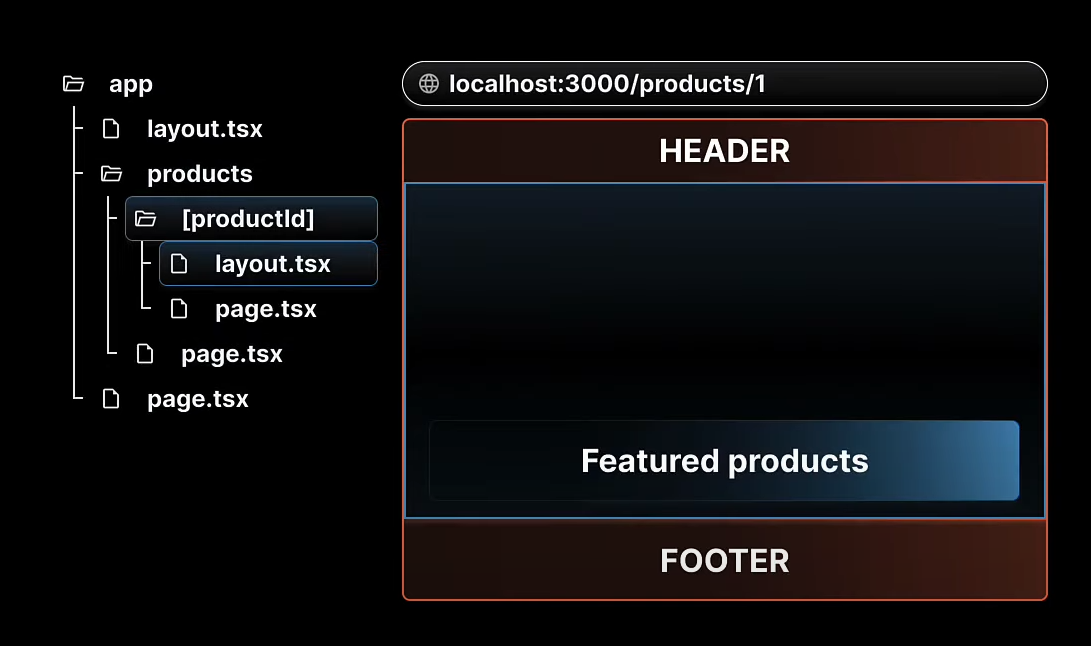 app
layout.tsx
products
[productId]
layout.tsx
page.tsx
page.tsx
page.tsx
localhost:3000/products/1
HEADER
Featured products
FOOTER